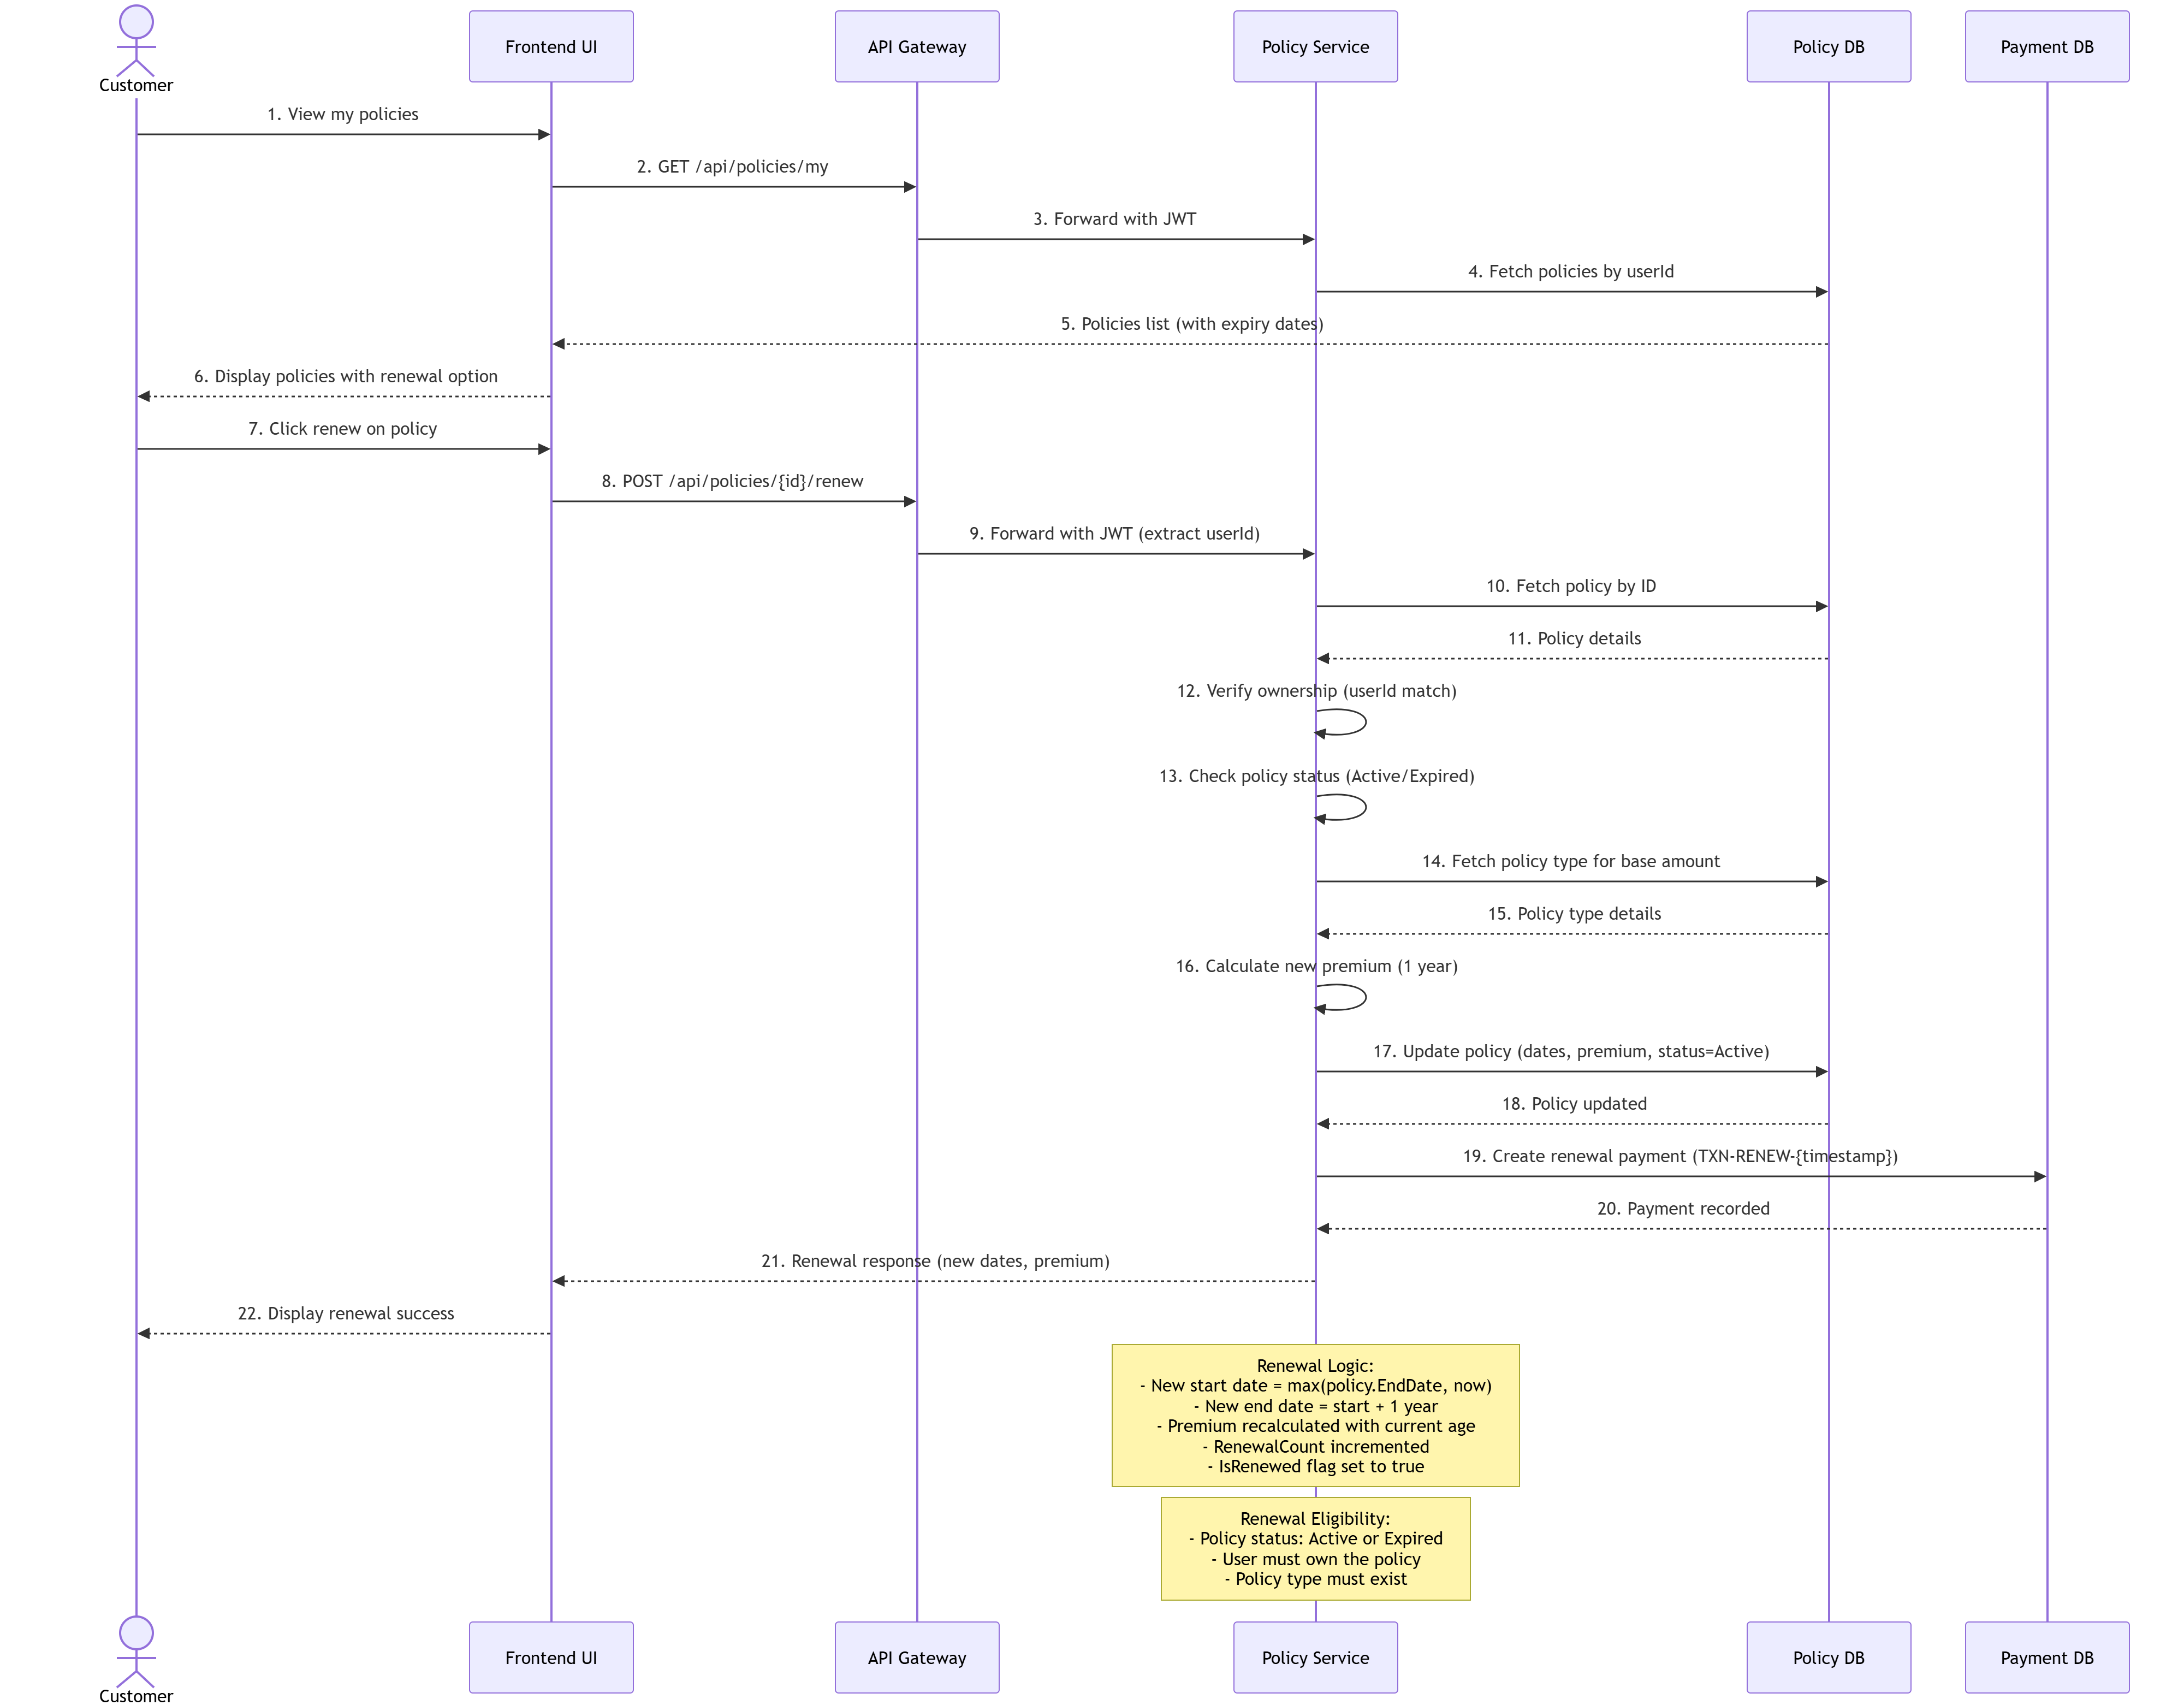 Customer
Frontend UI
API Gateway
Policy Service
Policy DB
Payment DB
1. View my policies
2. GET /api/policies/my
3. Forward with JWT
4. Fetch policies by userId
5. Policies list (with expiry dates)
6. Display policies with renewal option
7. Click renew on policy
8. POST /api/policies/{id}/renew
9. Forward with JWT (extract userId)
10. Fetch policy by ID
11. Policy details
12. Verify ownership (userId match)
13. Check policy status (Active/Expired)
14. Fetch policy type for base amount
15. Policy type details
16. Calculate new premium (1 year)
17. Update policy (dates, premium, status=Active)
18. Policy updated
19. Create renewal payment (TXN-RENEW-{timestamp})
20. Payment recorded
21. Renewal response (new dates, premium)
22. Display renewal success
Renewal Logic:
- New start date = max(policy.EndDate, now)
- New end date = start + 1 year
- Premium recalculated with current age
- RenewalCount incremented
- IsRenewed flag set to true
Renewal Eligibility:
- Policy status: Active or Expired
- User must own the policy
- Policy type must exist
Customer
Frontend UI
API Gateway
Policy Service
Policy DB
Payment DB